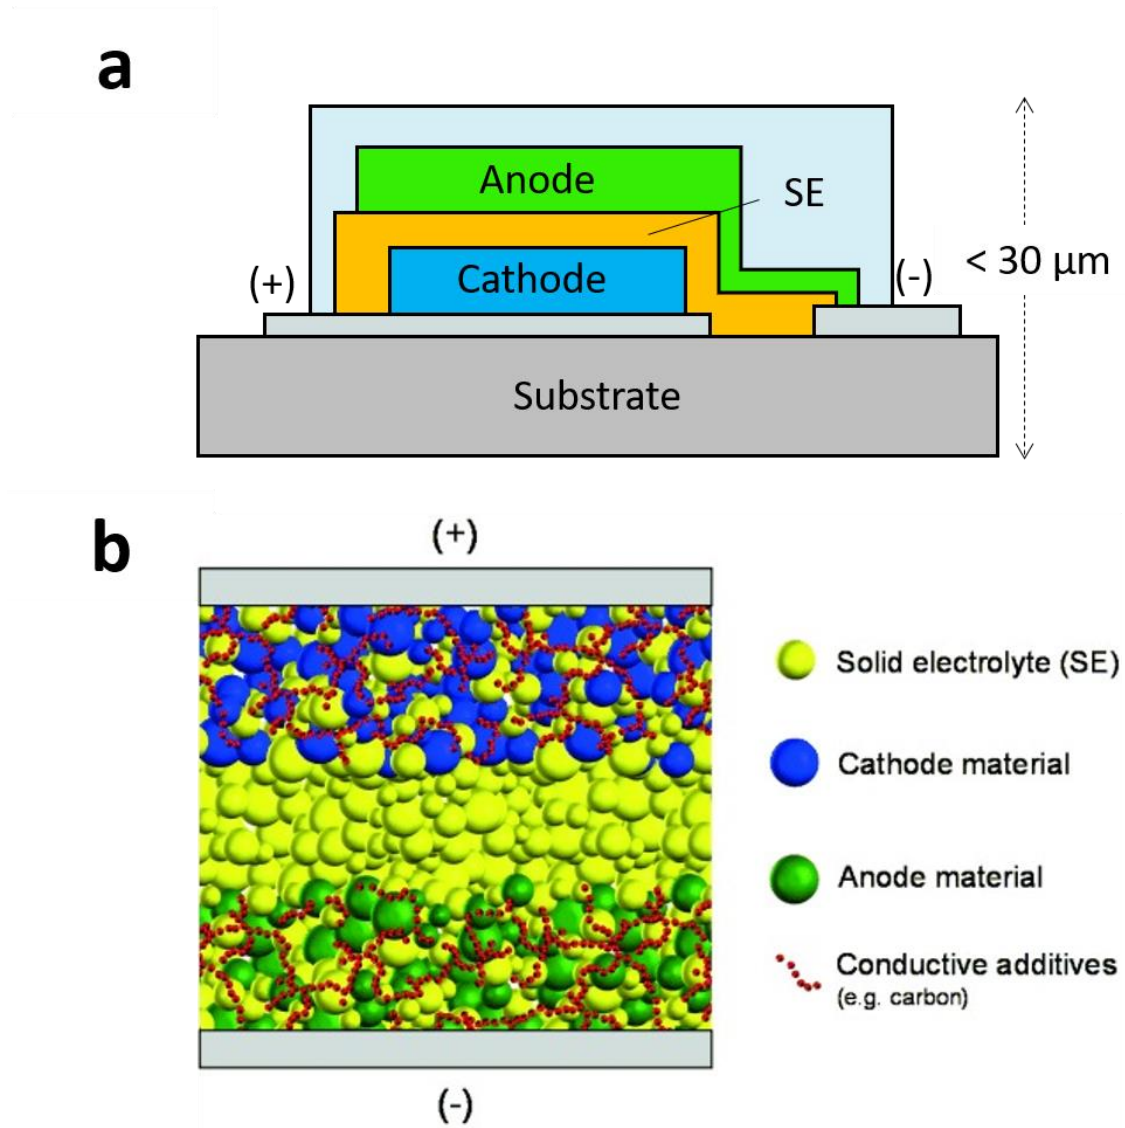 a
Anode
SE
Cathode
(+)
(-)
< 30 µm
Substrate
b
(+)
Solid electrolyte (SE)
Cathode material
Anode material
Conductive additives
(e.g. carbon)
(-)